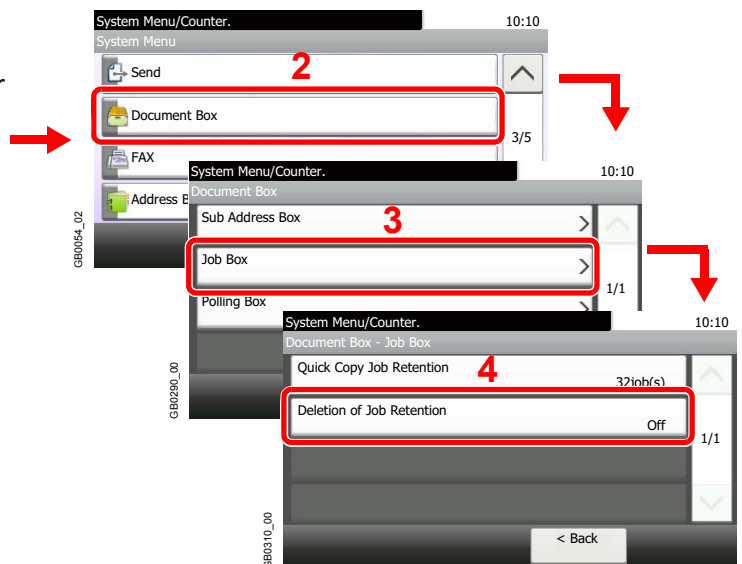 System Menu/Counter. 10:10
System Menu
r
Send
2
Document Box
3/5
FAX
Address B
GB0054_02
System Menu/Counter. 10:10
Document Box
Sub Address Box
3
Job Box
1/1
Polling Box
GB0290_00
System Menu/Counter. 10:10
Document Box - Job Box
Quick Copy Job Retention
4
32job(s)
Deletion of Job Retention
Off
1/1
< Back
GB0310_00